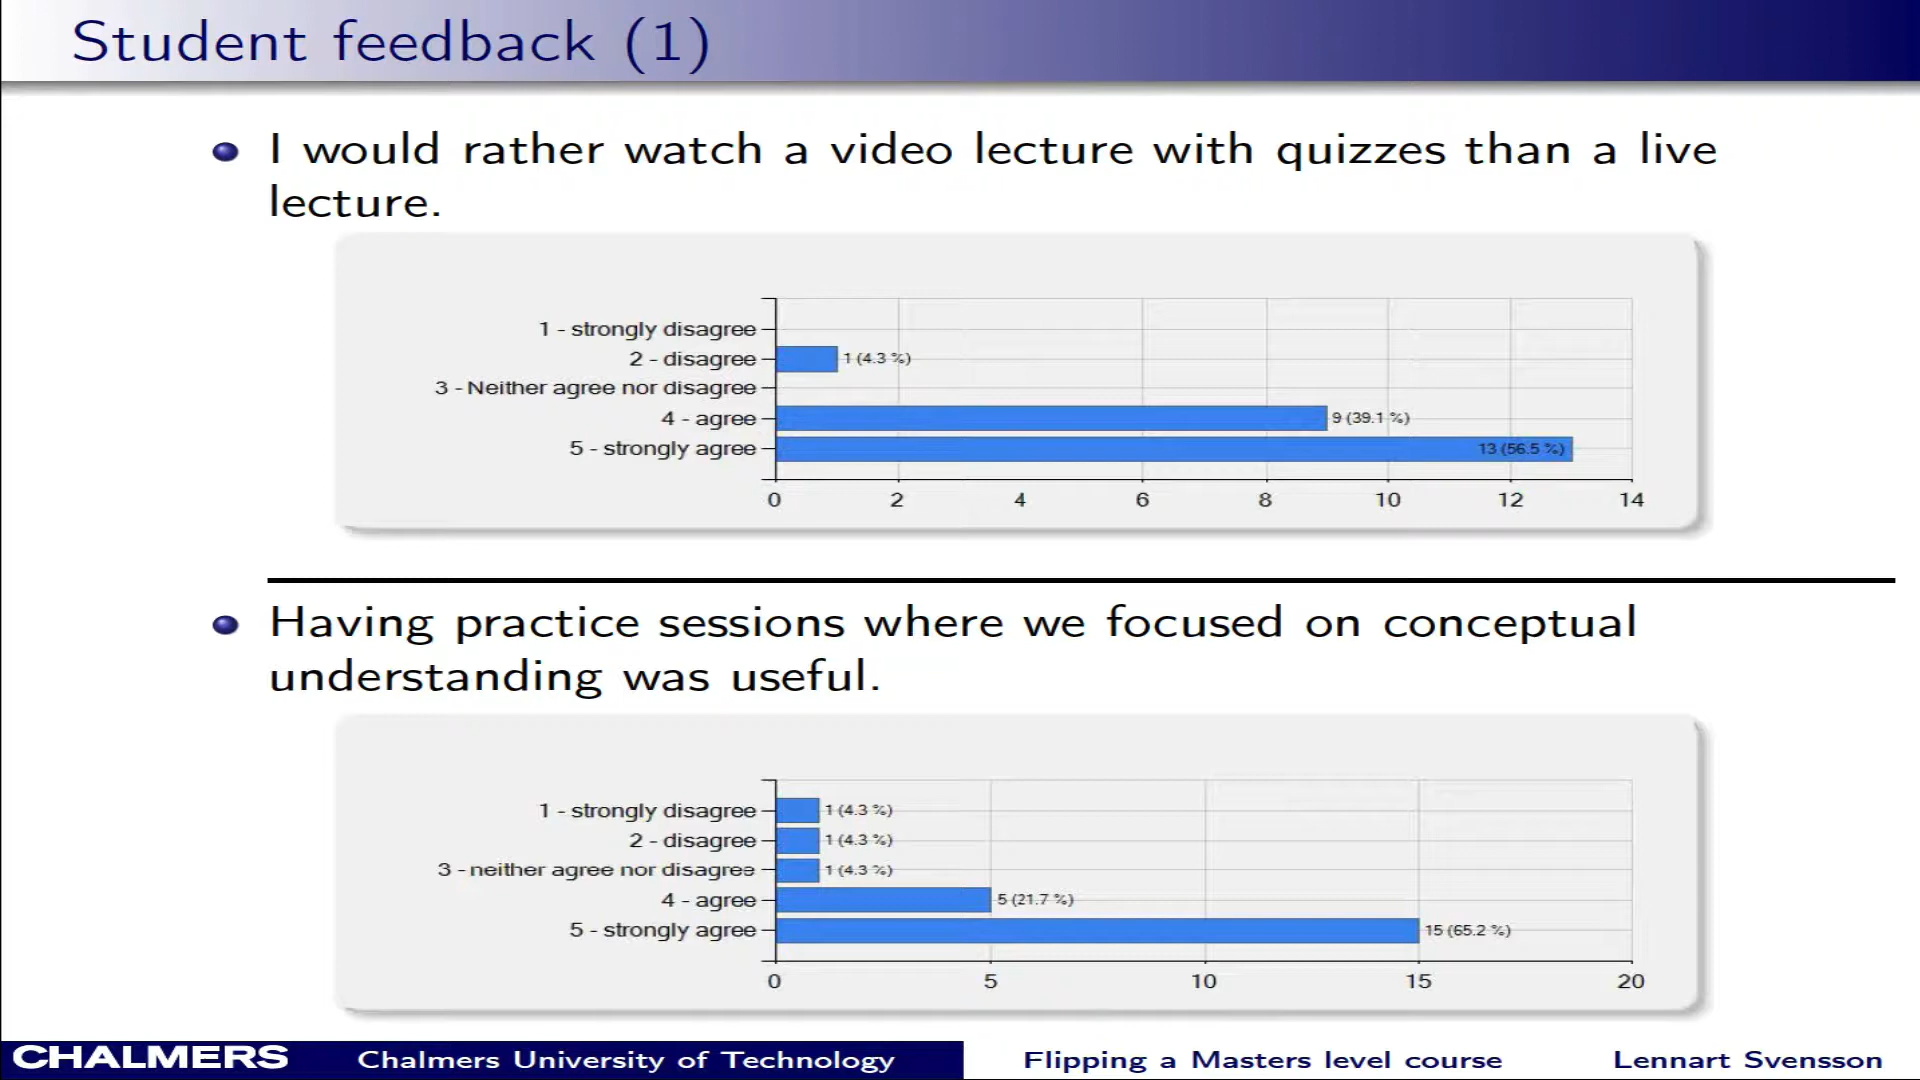 Student feedback (1)
I would rather watch a video lecture with quizzes than a live
lecture.
1 - strongly disagree
2 - disagree 1 (4.3 %)
3 - Neither agree nor disagree
4 - agree 9 (39.1 %)
5 - strongly agree 13 (56.5 %)
0 2 4 6 8 10 12 14
Having practice sessions where we focused on conceptual
understanding was useful.
1 - strongly disagree 1 (4.3 %)
2 - disagree 1 (4.3 %)
3 - neither agree nor disagree 1 (4.3 %)
4 - agree 5 (21.7 %)
5 - strongly agree 15 (65.2 %)
0 5 10 15 20
CHALMERS Chalmers University of Technology Flipping a Masters level course Lennart Svensson